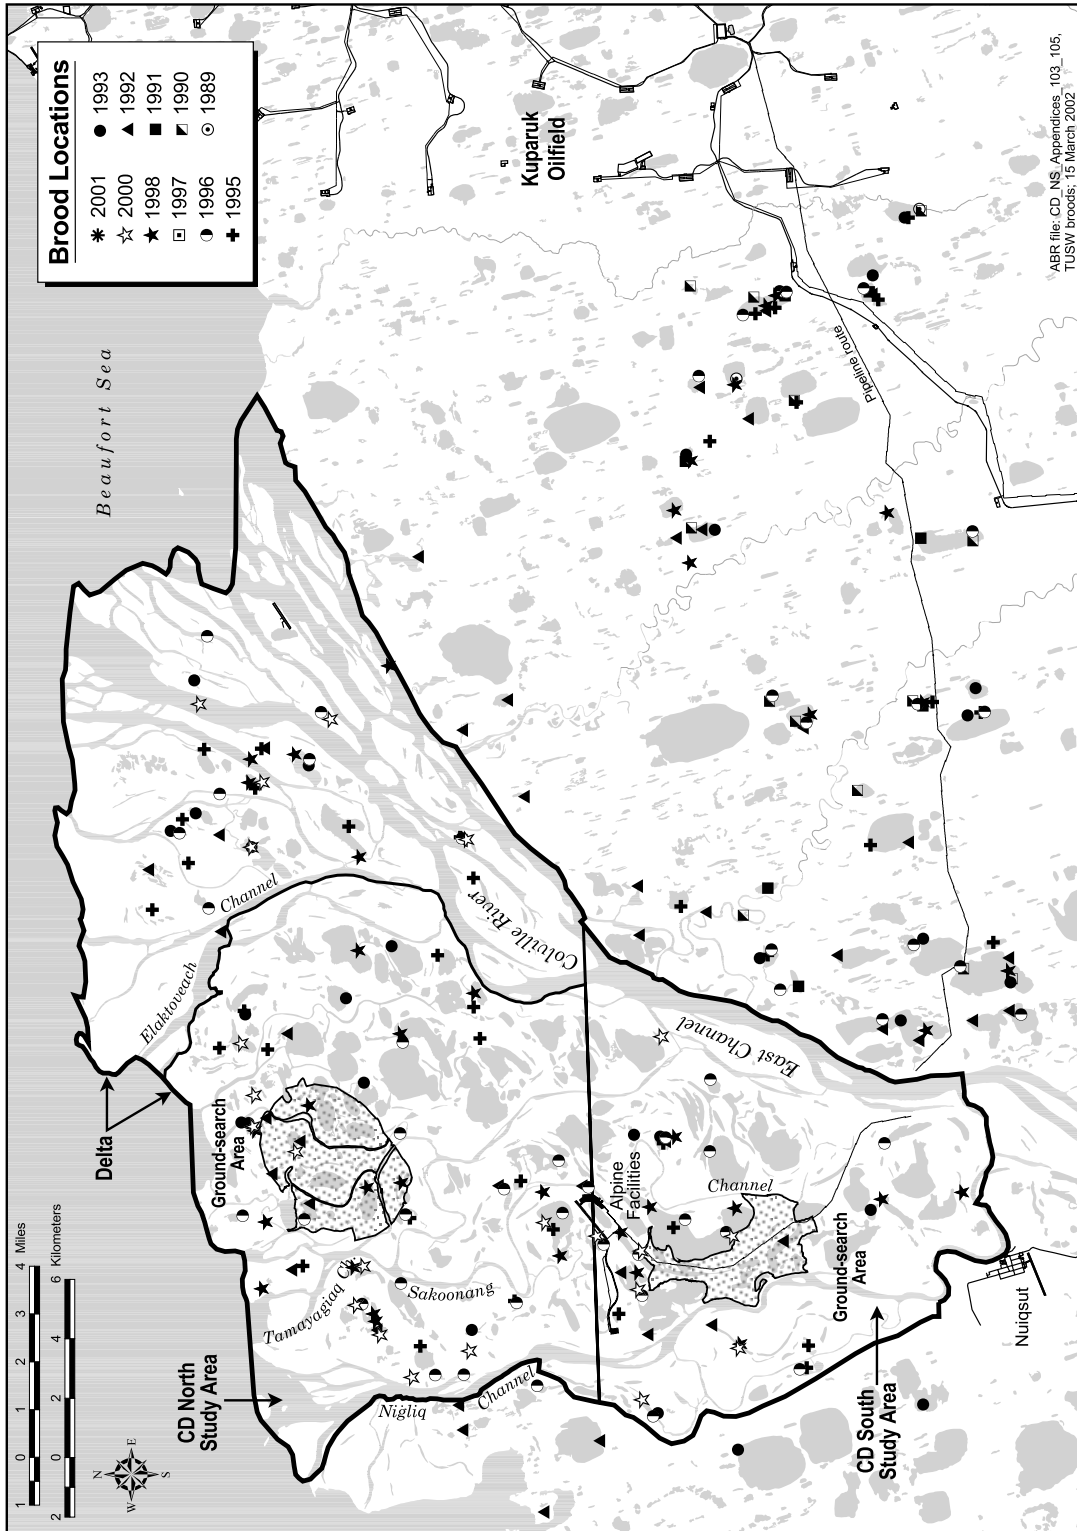 Brood Locations
2001
2000
1998
1997
1996
1995
1993
1992
1991
1990
1989
Beaufort Sea
Kuparuk
Oilfield
Pipeline route
Elaktoveach
Channel
Colville River
Delta
Ground-search
Area
East Channel
Alpine
Facilities
Channel
Tamayagiaq Ch.
Sakoonang
Nigliq
Channel
CD North
Study Area
Ground-search
Area
CD South
Study Area
Nuiqsut
1 0 1 2 3 4 Miles
2 0 2 4 6 Kilometers
N
E
S
W
ABR file: CD_NS_Appendices_103_105,
TUSW broods; 15 March 2002